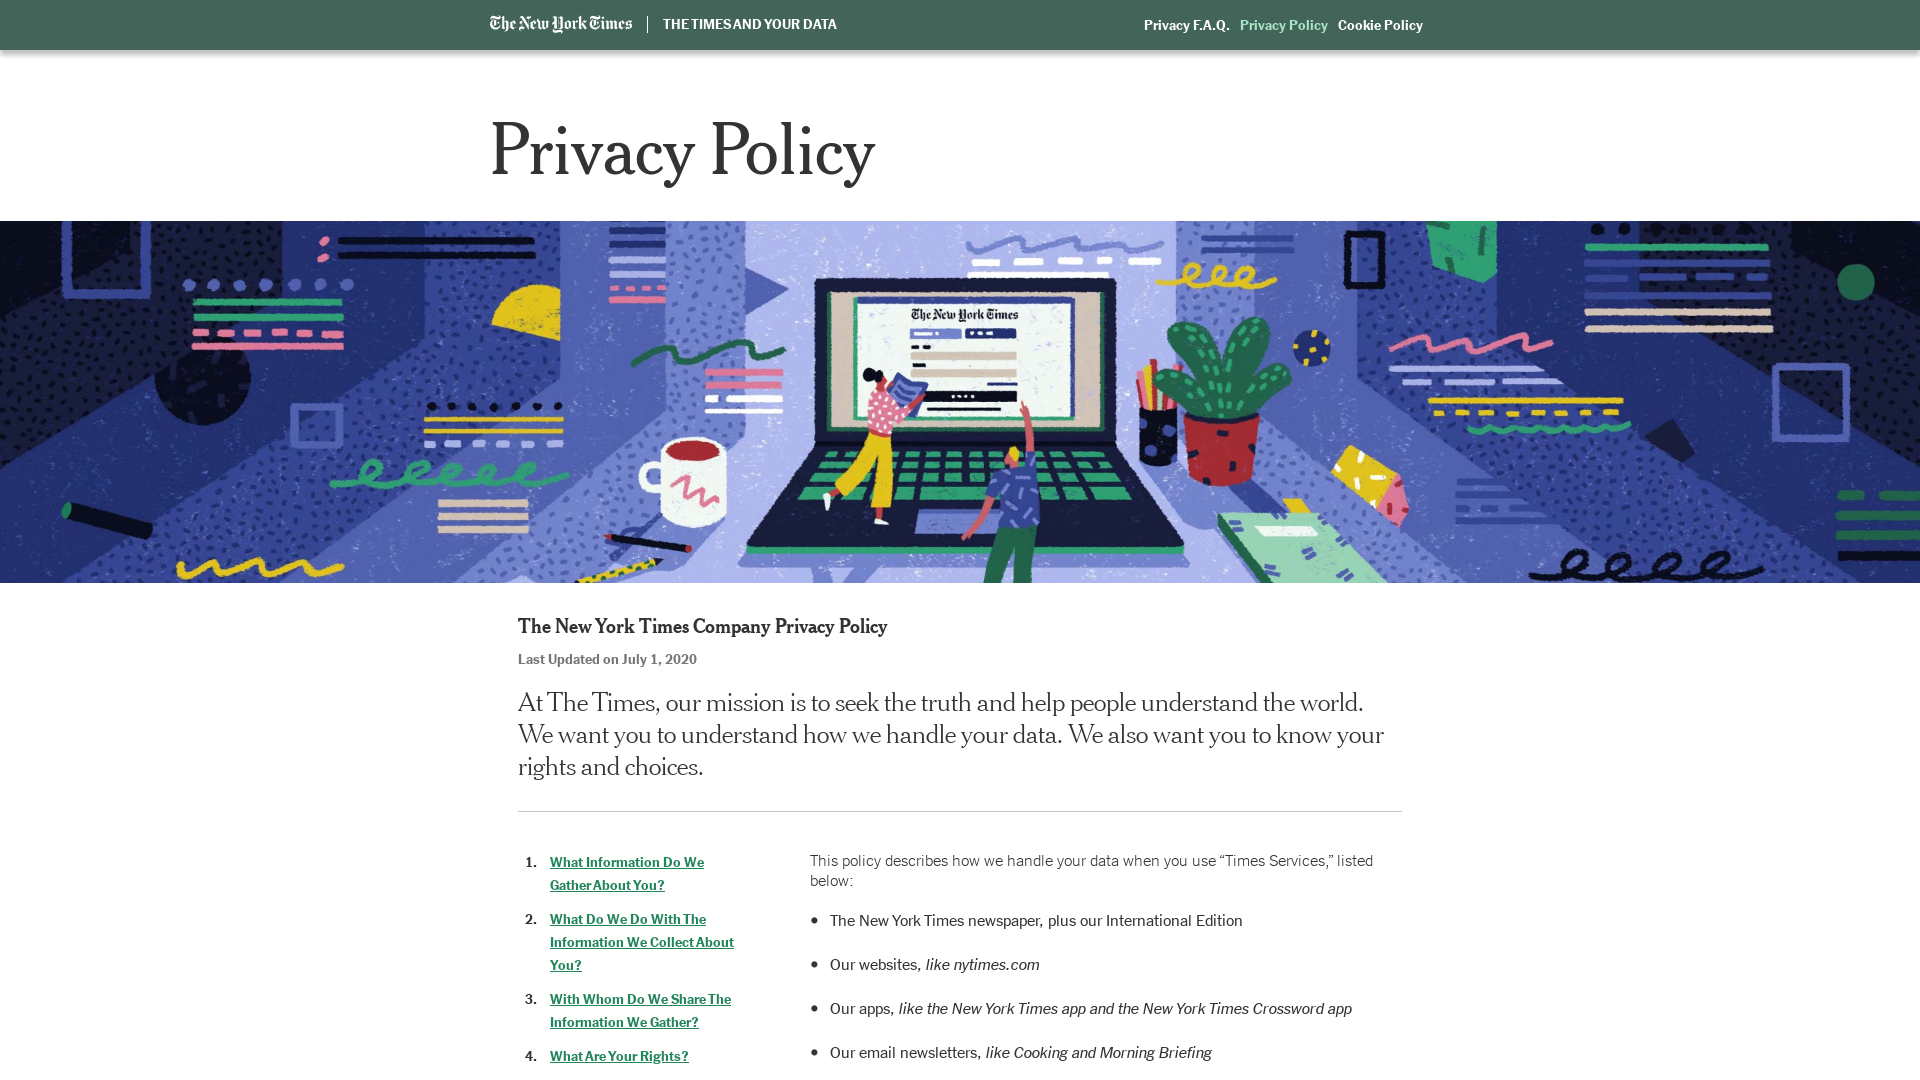 The New York Times
THE TIMES AND YOUR DATA
Privacy F.A.Q. Privacy Policy Cookie Policy
Privacy Policy
The New York Times
The New York Times Company Privacy Policy
Last Updated on July 1, 2020
At The Times, our mission is to seek the truth and help people understand the world.
We want you to understand how we handle your data. We also want you to know your
rights and choices.
1. What Information Do We
Gather About You?
2. What Do We Do With The
Information We Collect About
You?
3. With Whom Do We Share The
Information We Gather?
4. What Are Your Rights?
This policy describes how we handle your data when you use “Times Services,” listed
below:
• The New York Times newspaper, plus our International Edition
• Our websites, like nytimes.com
• Our apps, like the New York Times app and the New York Times Crossword app
• Our email newsletters, like Cooking and Morning Briefing